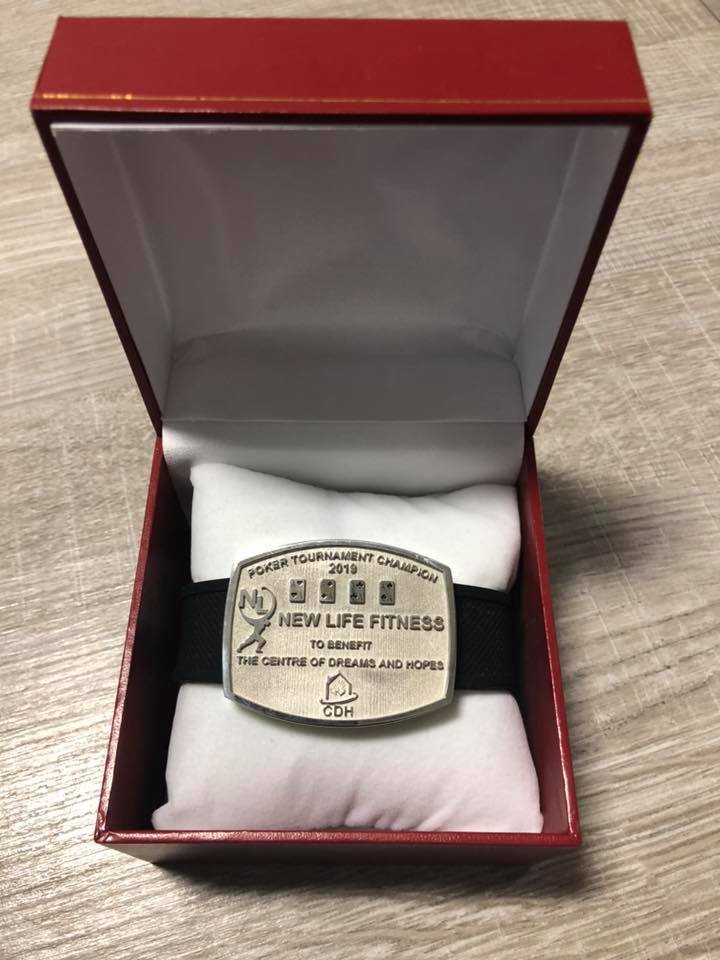 POKER TOURNAMENT CHAMPION
2019
NL
NEW LIFE FITNESS
TO BENEFIT
THE CENTRE OF DREAMS AND HOPES
CDH